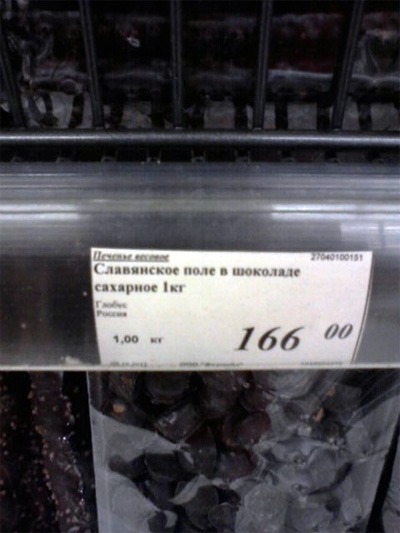 Печенье весовое 27040100151
Славянское поле в шоколаде
сахарное 1кг
Глобус
Россия
1,00 кг 166 00